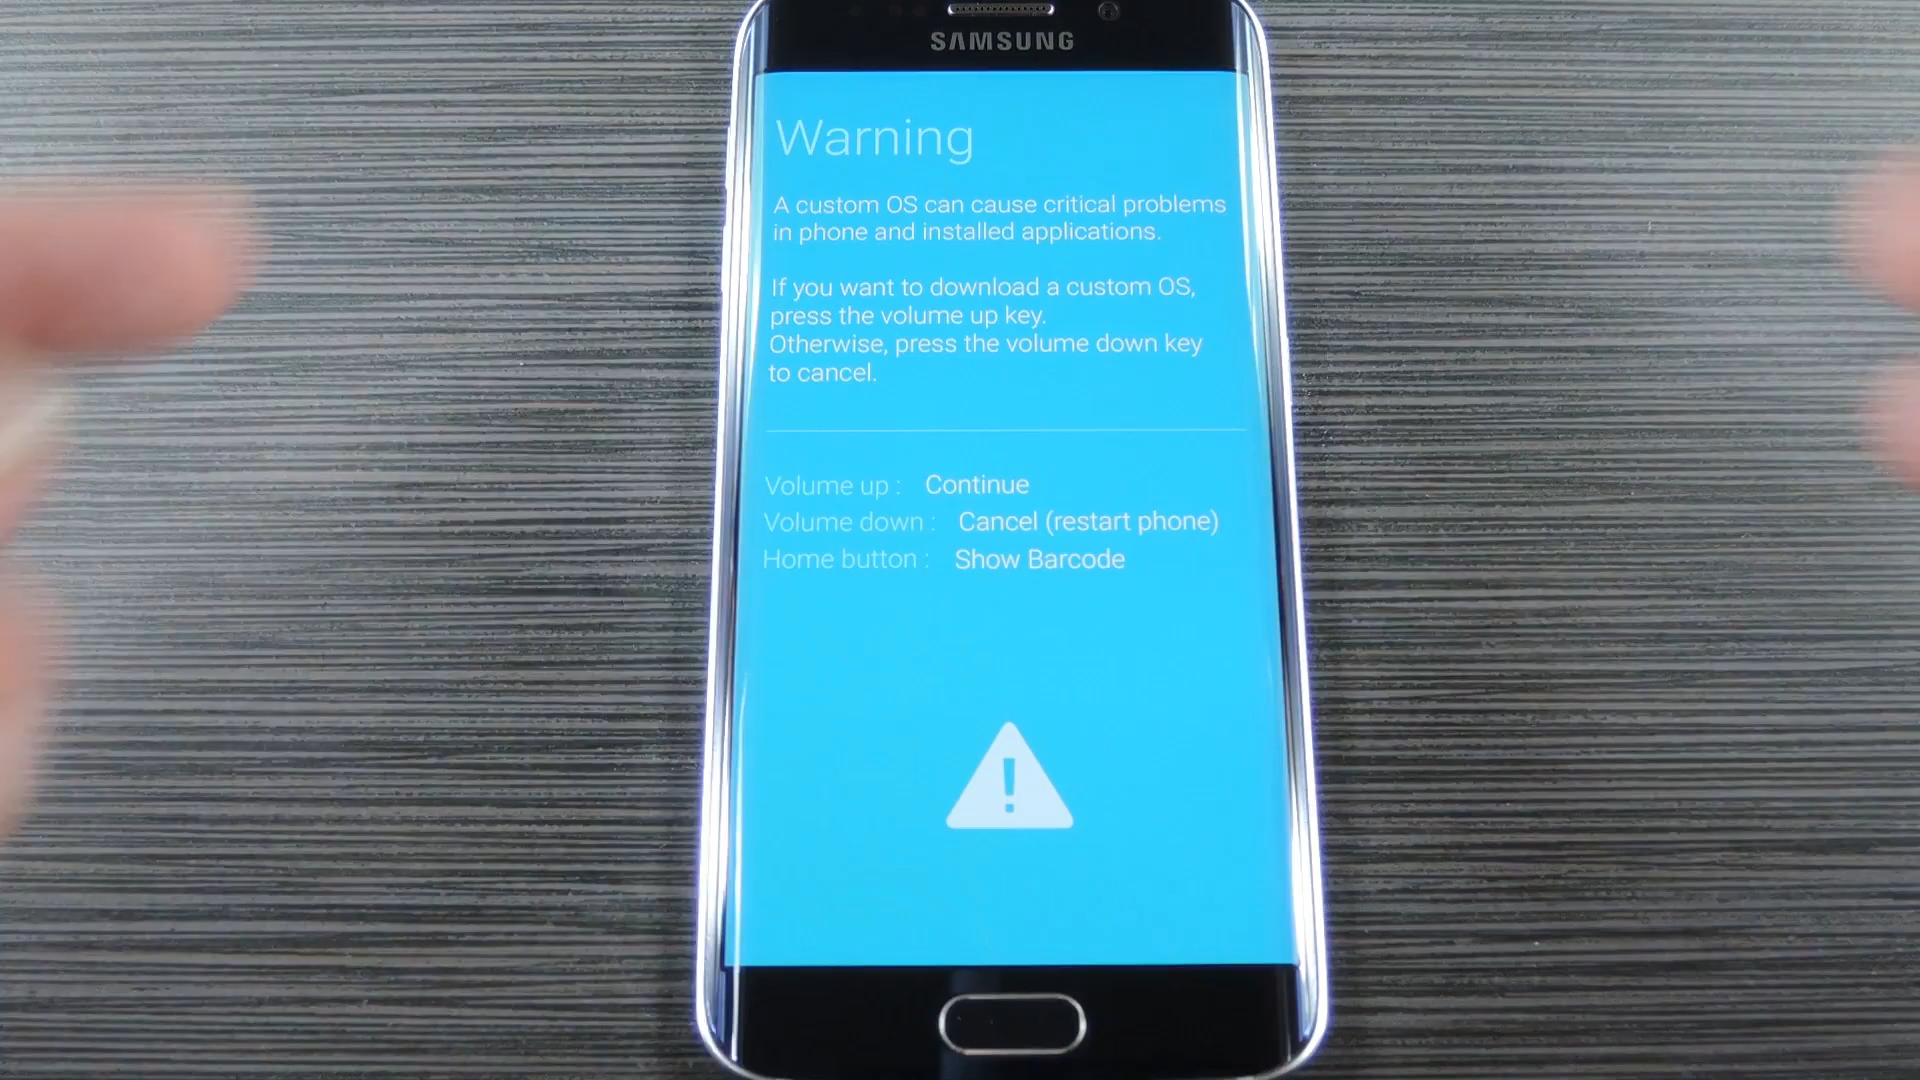 SAMSUNG
Warning
A custom OS can cause critical problems
in phone and installed applications.
If you want to download a custom OS,
press the volume up key.
Otherwise, press the volume down key
to cancel.
Volume up : Continue
Volume down : Cancel (restart phone)
Home button : Show Barcode